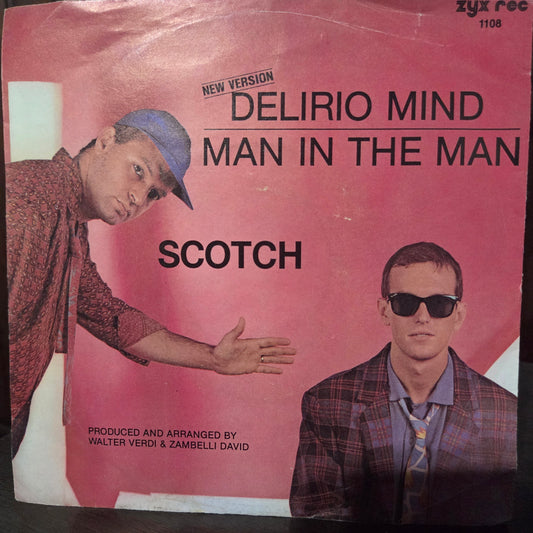 zyx rec
1108
NEW VERSION
DELIRIO MIND
MAN IN THE MAN
SCOTCH
PRODUCED AND ARRANGED BY
WALTER VERDI & ZAMBELLI DAVID